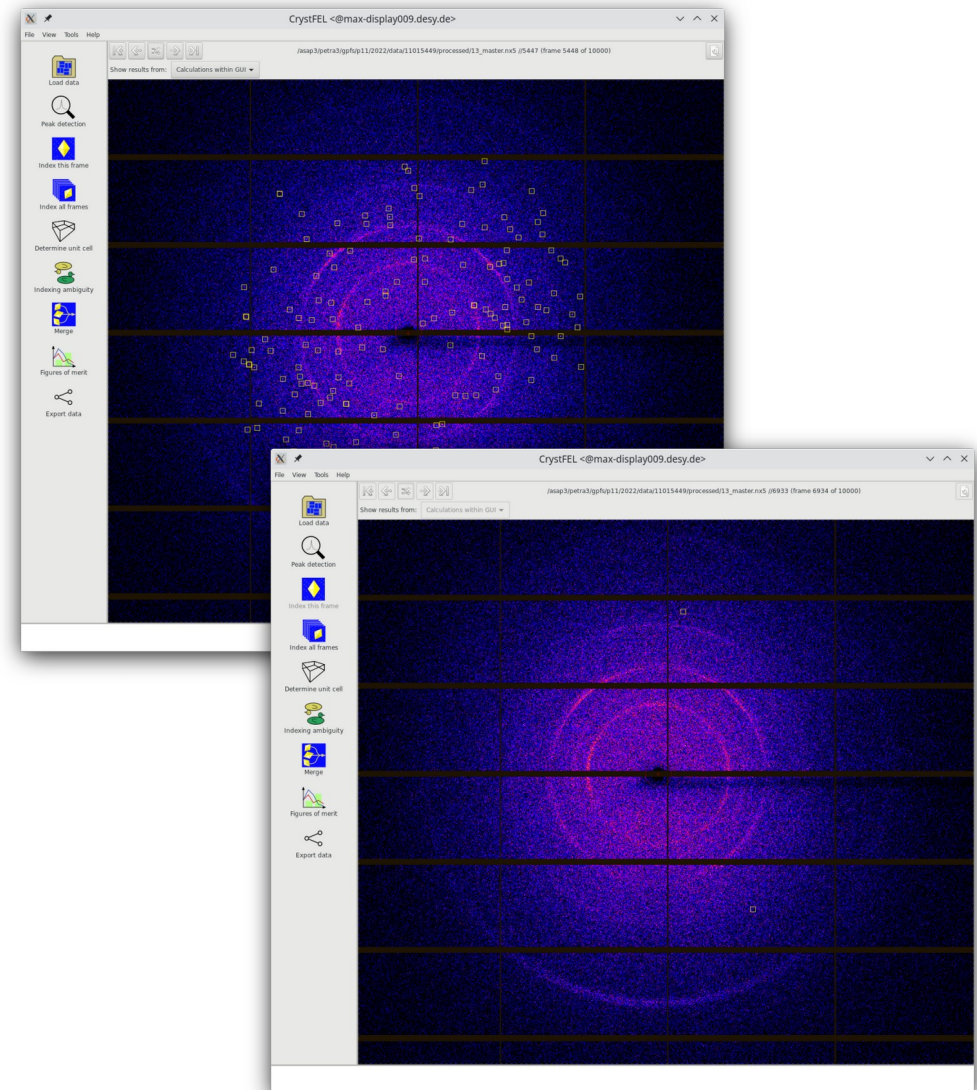 CrystFEL <@max-display009.desy.de>
File View Tools Help
/asap3/petra3/gpfs/p11/2022/data/11015449/processed/13_master.nx5 //5447 (frame 5448 of 10000)
Show results from: Calculations within GUI
Load data
Peak detection
Index this frame
Index all frames
Determine unit cell
Indexing ambiguity
Merge
Figures of merit
Export data
CrystFEL <@max-display009.desy.de>
File View Tools Help
/asap3/petra3/gpfs/p11/2022/data/11015449/processed/13_master.nx5 //6933 (frame 6934 of 10000)
Show results from: Calculations within GUI
Load data
Peak detection
Index this frame
Index all frames
Determine unit cell
Indexing ambiguity
Merge
Figures of merit
Export data